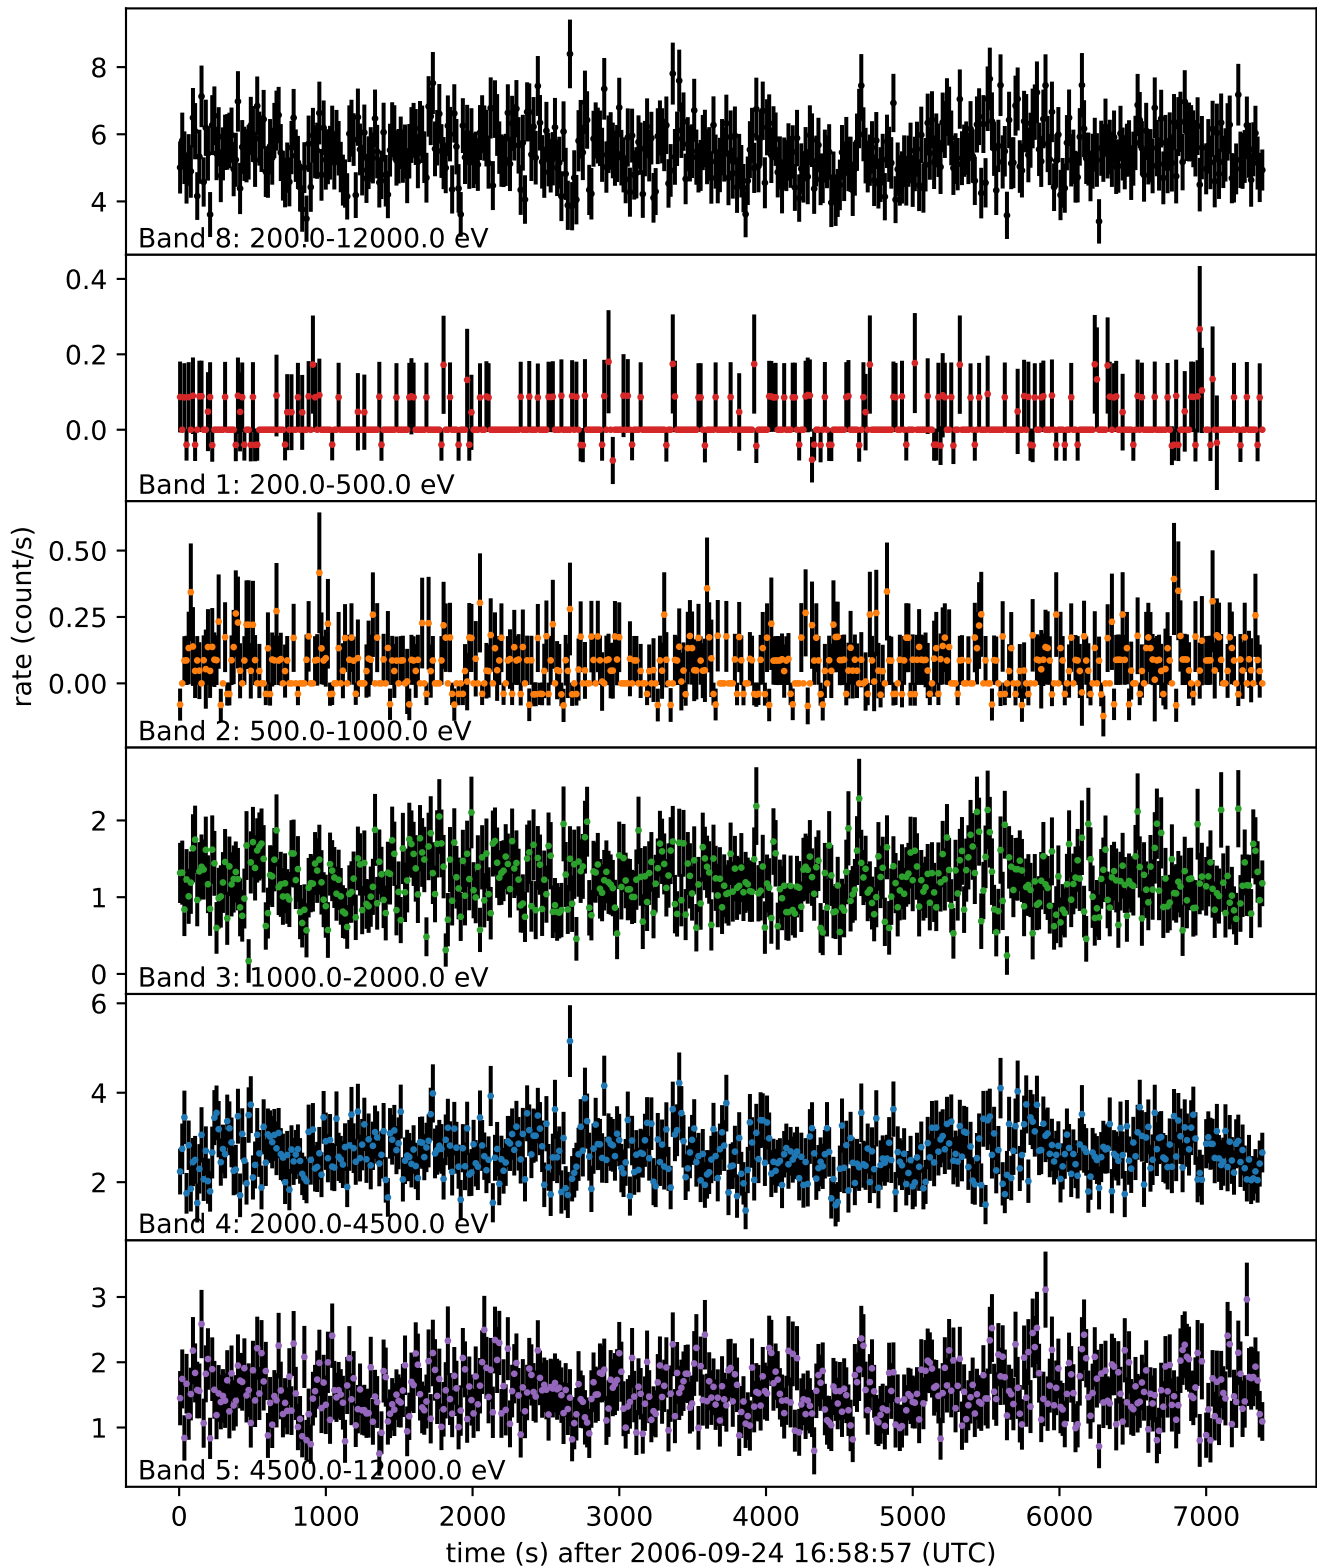 8
6
4
Band 8: 200.0-12000.0 eV
0.4
0.2
0.0
Band 1: 200.0-500.0 eV
0.50
0.25
0.00
Band 2: 500.0-1000.0 eV
2
1
0
Band 3: 1000.0-2000.0 eV
6
4
2
Band 4: 2000.0-4500.0 eV
3
2
1
Band 5: 4500.0-12000.0 eV
rate (count/s)
0 1000 2000 3000 4000 5000 6000 7000
time (s) after 2006-09-24 16:58:57 (UTC)